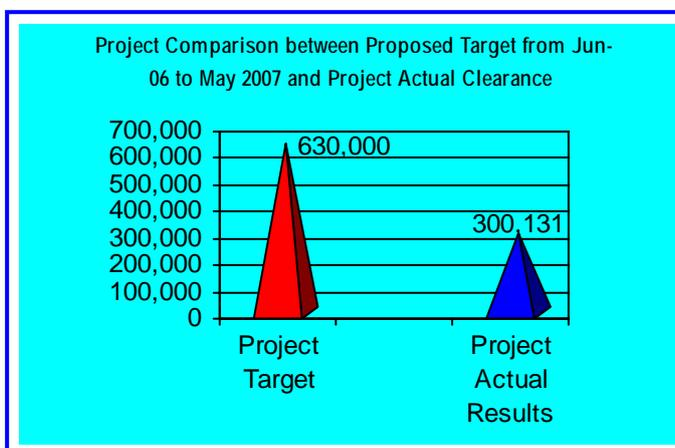 Project Comparison between Proposed Target from Jun-
06 to May 2007 and Project Actual Clearance
700,000
600,000
500,000
400,000
300,000
200,000
100,000
0
630,000
300,131
Project
Target
Project
Actual
Results